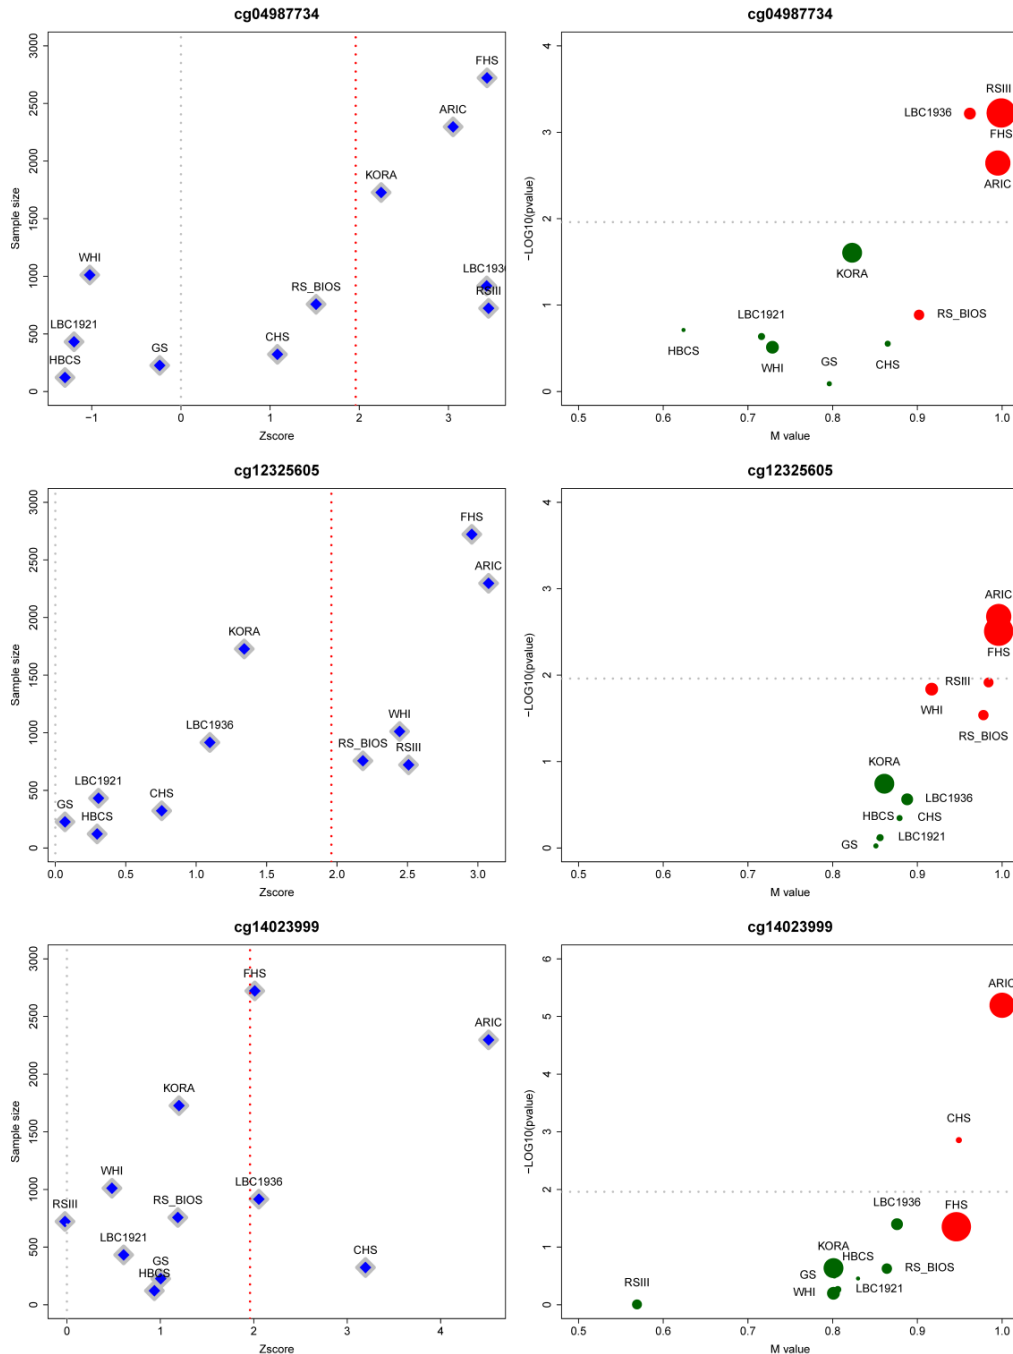 cg04987734
3000
2500
2000
1500
1000
500
0
Sample size
FHS
ARIC
KORA
WHI
LBC1936
RSIII
RS_BIOS
LBC1921
CHS
GS
HBCS
−1
0
1
2
3
Zscore
cg04987734
4
3
2
1
0
−LOG10(pvalue)
RSIII
LBC1936
FHS
ARIC
KORA
LBC1921
RS_BIOS
HBCS
WHI
GS
CHS
0.5
0.6
0.7
0.8
0.9
1.0
M value
cg12325605
3000
2500
2000
1500
1000
500
0
Sample size
FHS
ARIC
KORA
LBC1936
WHI
RS_BIOS
RSIII
LBC1921
CHS
GS
HBCS
0.0
0.5
1.0
1.5
2.0
2.5
3.0
Zscore
cg12325605
4
3
2
1
0
−LOG10(pvalue)
ARIC
FHS
RSIII
WHI
RS_BIOS
KORA
LBC1936
HBCS
CHS
LBC1921
GS
0.5
0.6
0.7
0.8
0.9
1.0
M value
cg14023999
3000
2500
2000
1500
1000
500
0
Sample size
FHS
ARIC
KORA
WHI
LBC1936
RSIII
RS_BIOS
LBC1921
CHS
GS
HBCS
0
1
2
3
4
Zscore
cg14023999
6
5
4
3
2
1
0
−LOG10(pvalue)
ARIC
CHS
LBC1936
FHS
KORA
HBCS
RS_BIOS
GS
RSIII
LBC1921
WHI
0.5
0.6
0.7
0.8
0.9
1.0
M value